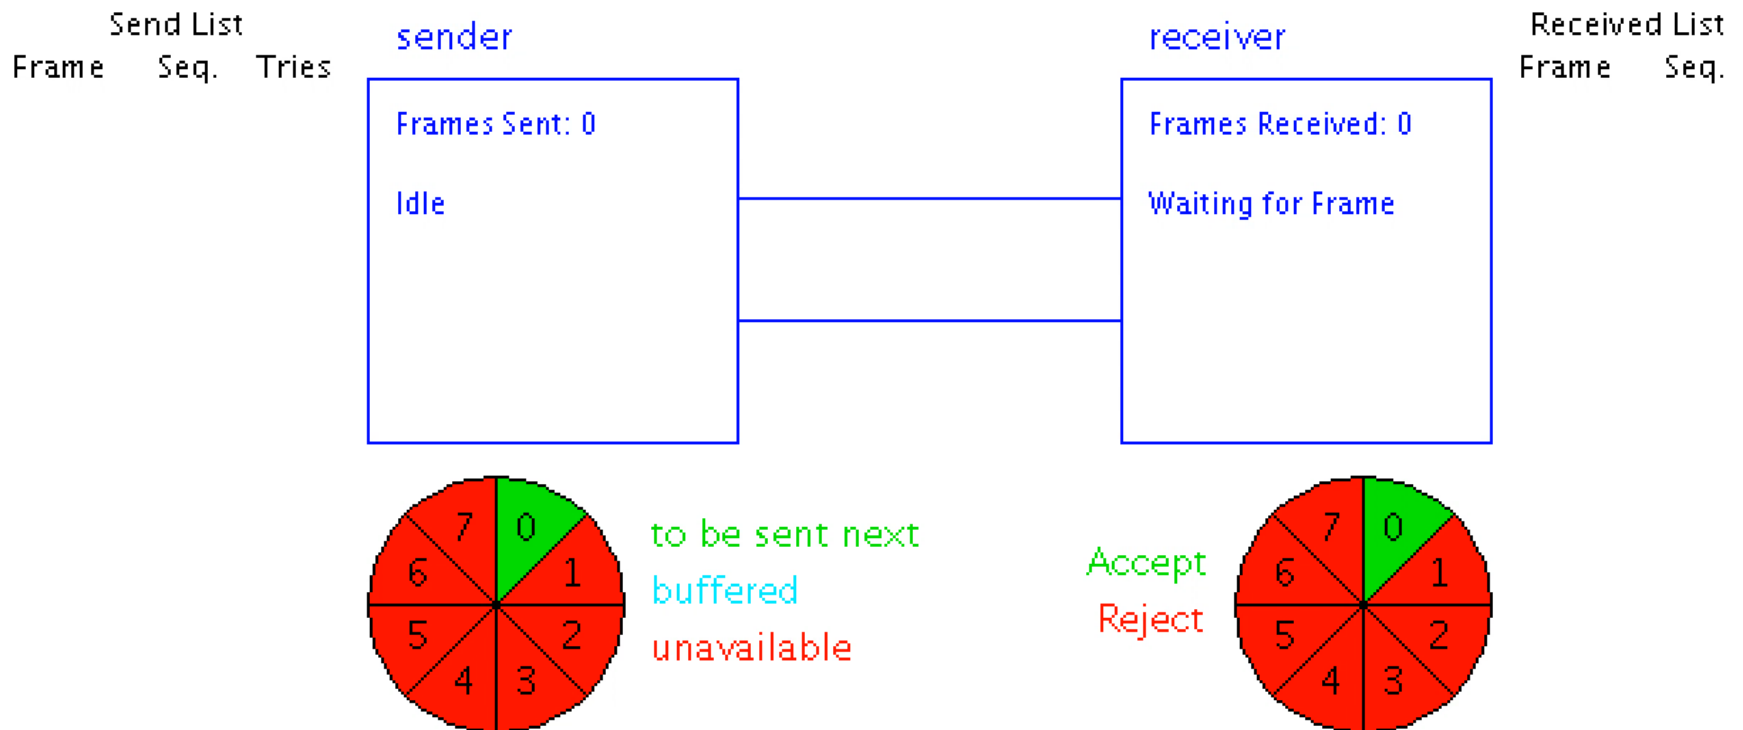 Send List
Frame Seq. Tries
sender
Frames Sent: 0
Idle
receiver
Frames Received: 0
Waiting for Frame
Received List
Frame Seq.
7 0
6 1
5 2
4 3
to be sent next
buffered
unavailable
Accept
Reject
7 0
6 1
5 2
4 3